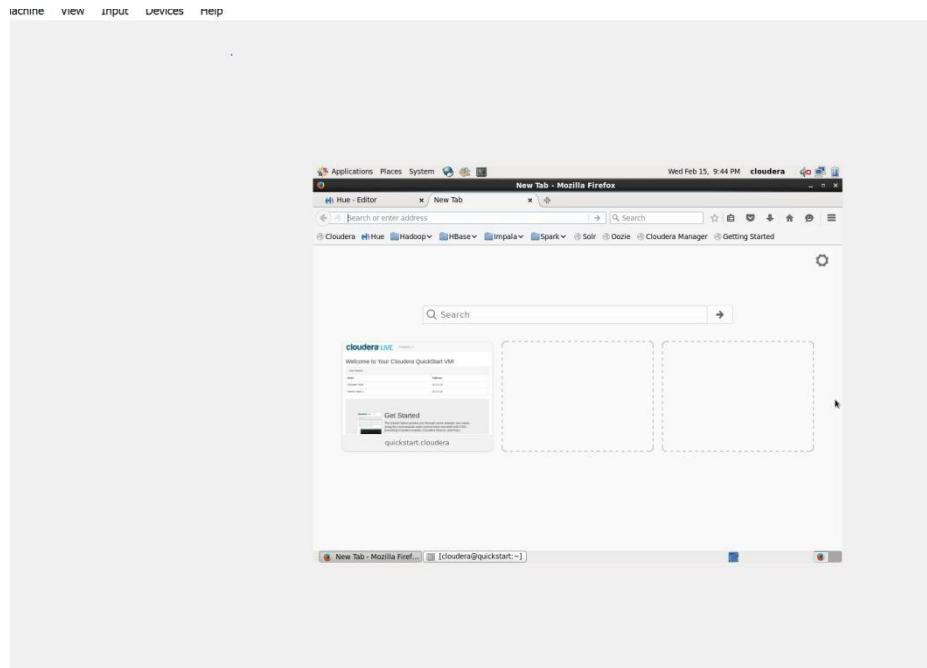 Machine View Input Devices Help
Applications Places System Wed Feb 15, 9:44 PM cloudera
New Tab - Mozilla Firefox
Hue - Editor New Tab
Search or enter address Search
Cloudera Hue Hadoop HBase Impala Spark Solr Oozie Cloudera Manager Getting Started
Search
cloudera LIVE
Welcome to Your Cloudera QuickStart VM!
Get Started
quickstart.cloudera
New Tab - Mozilla Firef... [cloudera@quickstart:~]